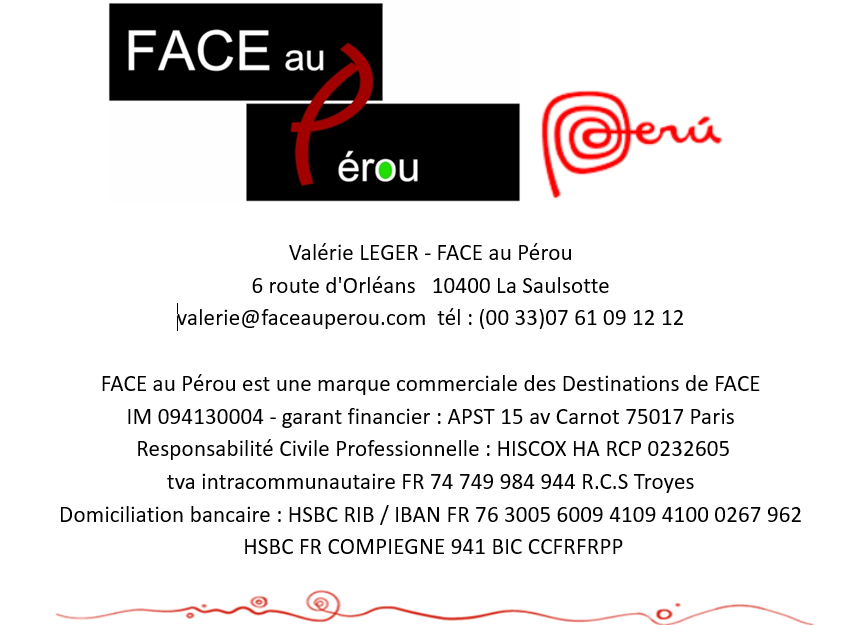 FACE au
Pérou
Perú
Valérie LEGER - FACE au Pérou
6 route d'Orléans 10400 La Saulsotte
valerie@faceauperou.com tél : (00 33)07 61 09 12 12
FACE au Pérou est une marque commerciale des Destinations de FACE
IM 094130004 - garant financier : APST 15 av Carnot 75017 Paris
Responsabilité Civile Professionnelle : HISCOX HA RCP 0232605
tva intracommunautaire FR 74 749 984 944 R.C.S Troyes
Domiciliation bancaire : HSBC RIB / IBAN FR 76 3005 6009 4109 4100 0267 962
HSBC FR COMPIEGNE 941 BIC CCFRFRPP